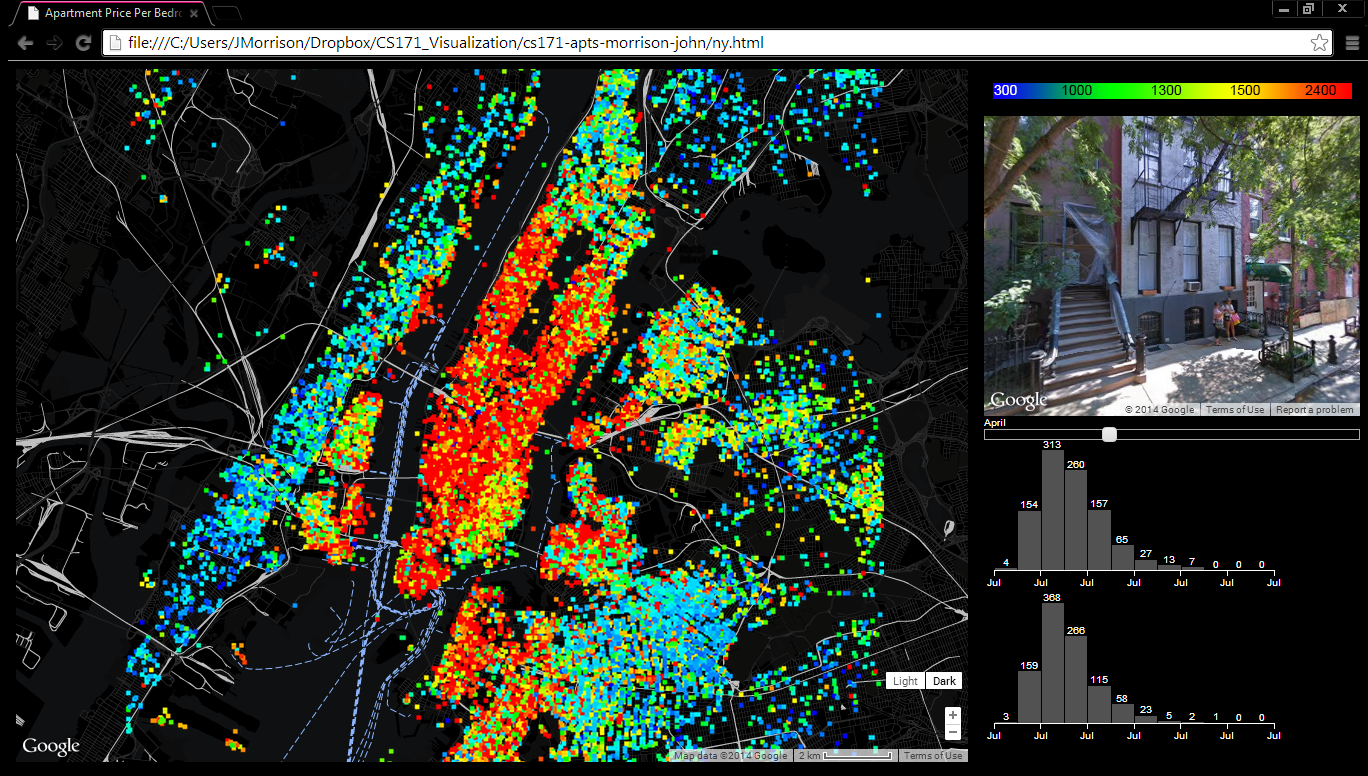 Apartment Price Per Bedro
file:///C:/Users/JMorrison/Dropbox/CS171_Visualization/cs171-apts-morrison-john/ny.html
300 1000 1300 1500 2400
Google
© 2014 Google Terms of Use Report a problem
April
313
260
154 157
65
27
4 13 7 0 0 0
Jul Jul Jul Jul Jul Jul Jul
368
266
159
115
58
23
3 5 2 1 0 0
Jul Jul Jul Jul Jul Jul Jul
Light Dark
+
−
Google
Map data ©2014 Google 2 km Terms of Use